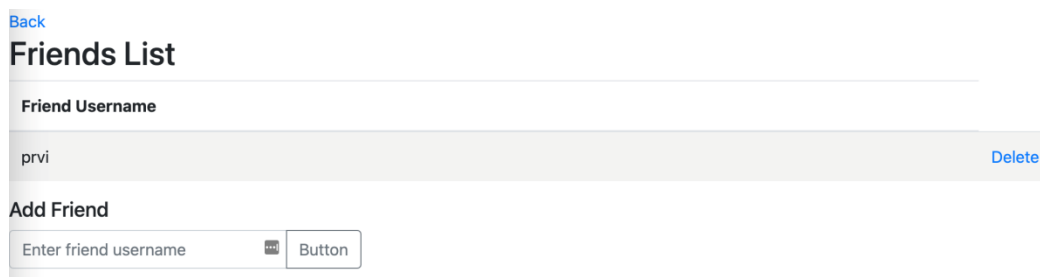 Back
Friends List
Friend Username
prvi Delete
Add Friend
Enter friend username Button